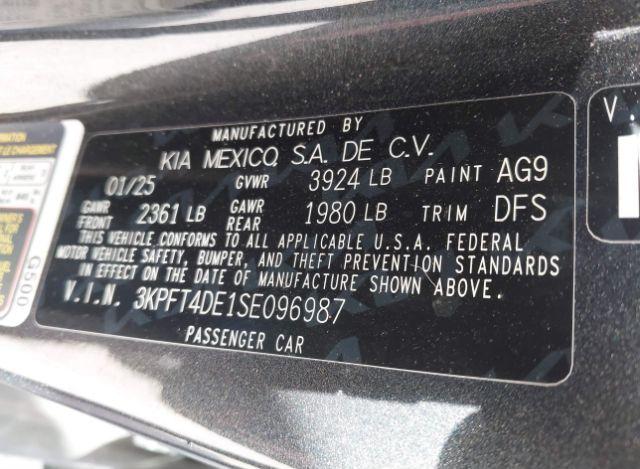 MANUFACTURED BY
KIA MEXICO, S.A. DE C.V.
01/25 GVWR 3924 LB PAINT AG9
GAWR FRONT 2361 LB GAWR REAR 1980 LB TRIM DFS
THIS VEHICLE CONFORMS TO ALL APPLICABLE U.S.A. FEDERAL
MOTOR VEHICLE SAFETY, BUMPER, AND THEFT PREVENTION STANDARDS
IN EFFECT ON THE DATE OF MANUFACTURE SHOWN ABOVE.
V.I.N. 3KPFT4DE1SE096987
PASSENGER CAR
G500
V.